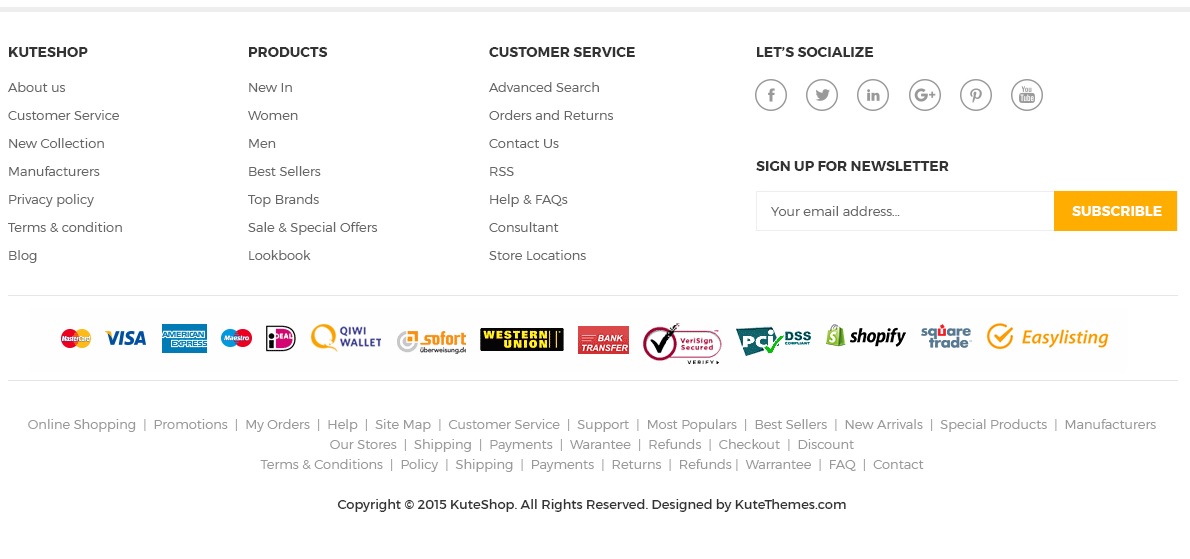 KUTESHOP
About us
Customer Service
New Collection
Manufacturers
Privacy policy
Terms & condition
Blog
PRODUCTS
New In
Women
Men
Best Sellers
Top Brands
Sale & Special Offers
Lookbook
CUSTOMER SERVICE
Advanced Search
Orders and Returns
Contact Us
RSS
Help & FAQs
Consultant
Store Locations
LET'S SOCIALIZE
f
in
G+
You
Tube
SIGN UP FOR NEWSLETTER
Your email address...
SUBSCRIBLE
MasterCard
VISA
AMERICAN
EXPRESS
Maestro
iDEAL
QIWI
WALLET
sofort
überweisung.de
WESTERN
UNION
BANK
TRANSFER
VeriSign
Secured
VERIFY
PCI
DSS
COMPLIANT
shopify
square
trade
Easylisting
Online Shopping | Promotions | My Orders | Help | Site Map | Customer Service | Support | Most Populars | Best Sellers | New Arrivals | Special Products | Manufacturers
Our Stores | Shipping | Payments | Warantee | Refunds | Checkout | Discount
Terms & Conditions | Policy | Shipping | Payments | Returns | Refunds | Warrantee | FAQ | Contact
Copyright © 2015 KuteShop. All Rights Reserved. Designed by KuteThemes.com